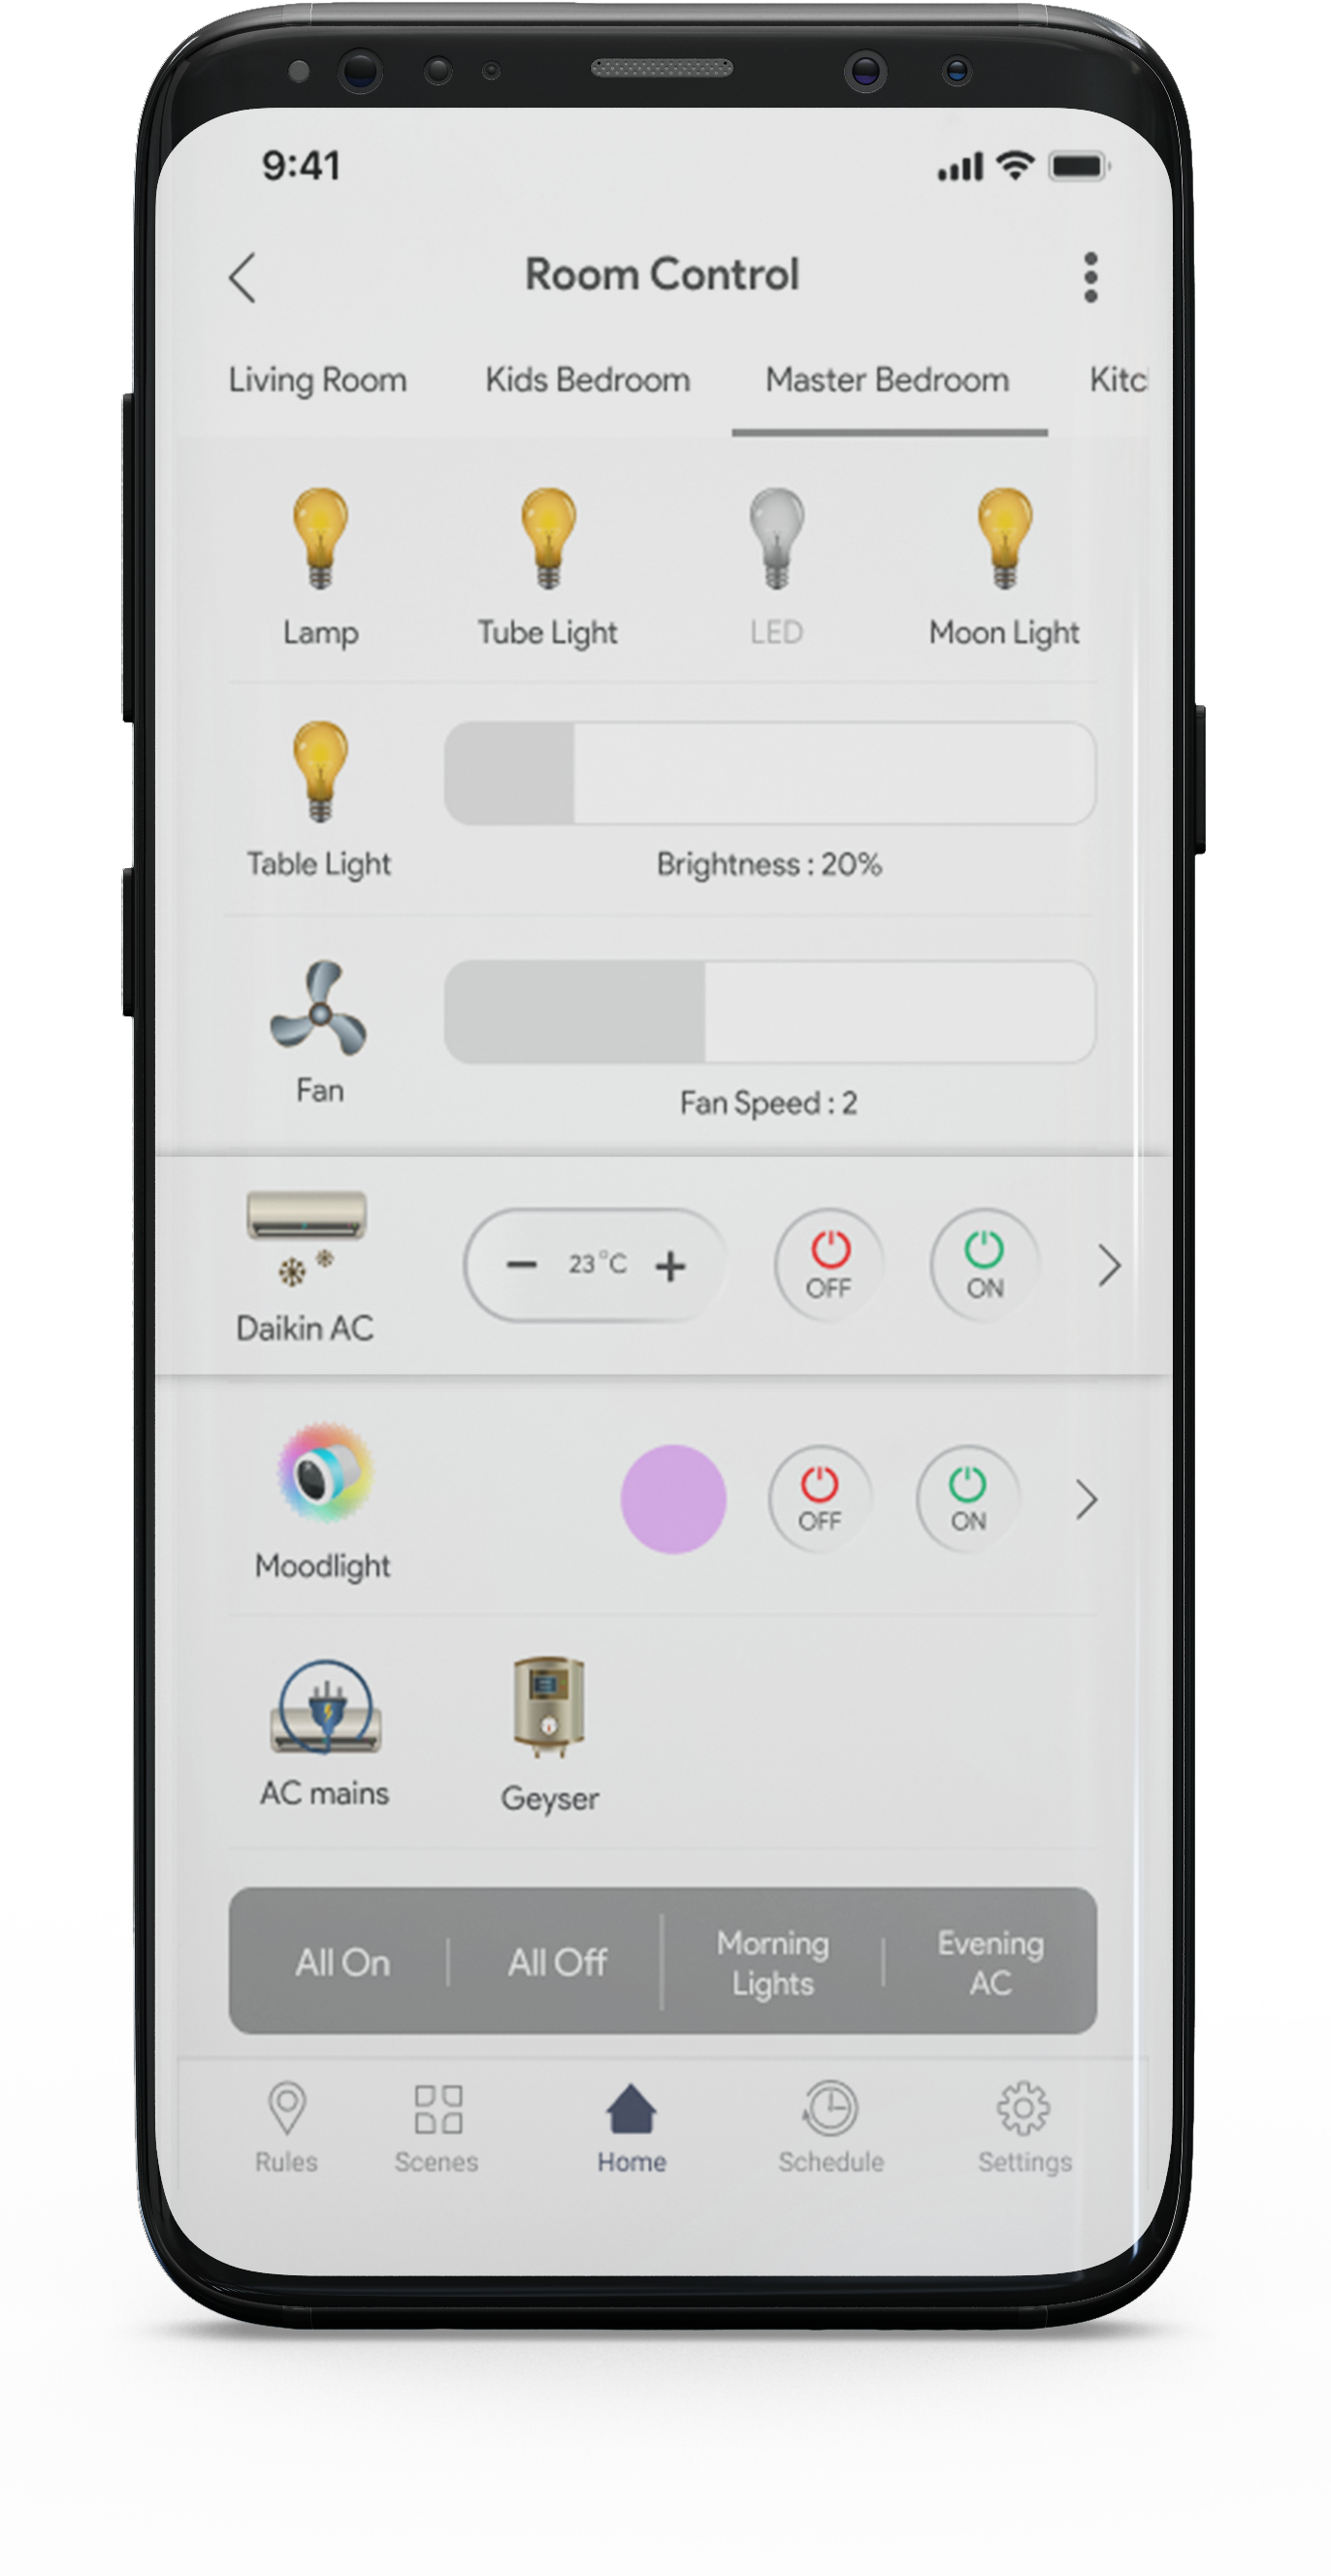 9:41
Room Control
Living Room Kids Bedroom Master Bedroom Kitc
Lamp Tube Light LED Moon Light
Table Light Brightness : 20%
Fan
Fan Speed : 2
23°C
OFF ON
Daikin AC
OFF ON
Moodlight
AC mains Geyser
All On All Off Morning Lights Evening AC
Rules Scenes Home Schedule Settings